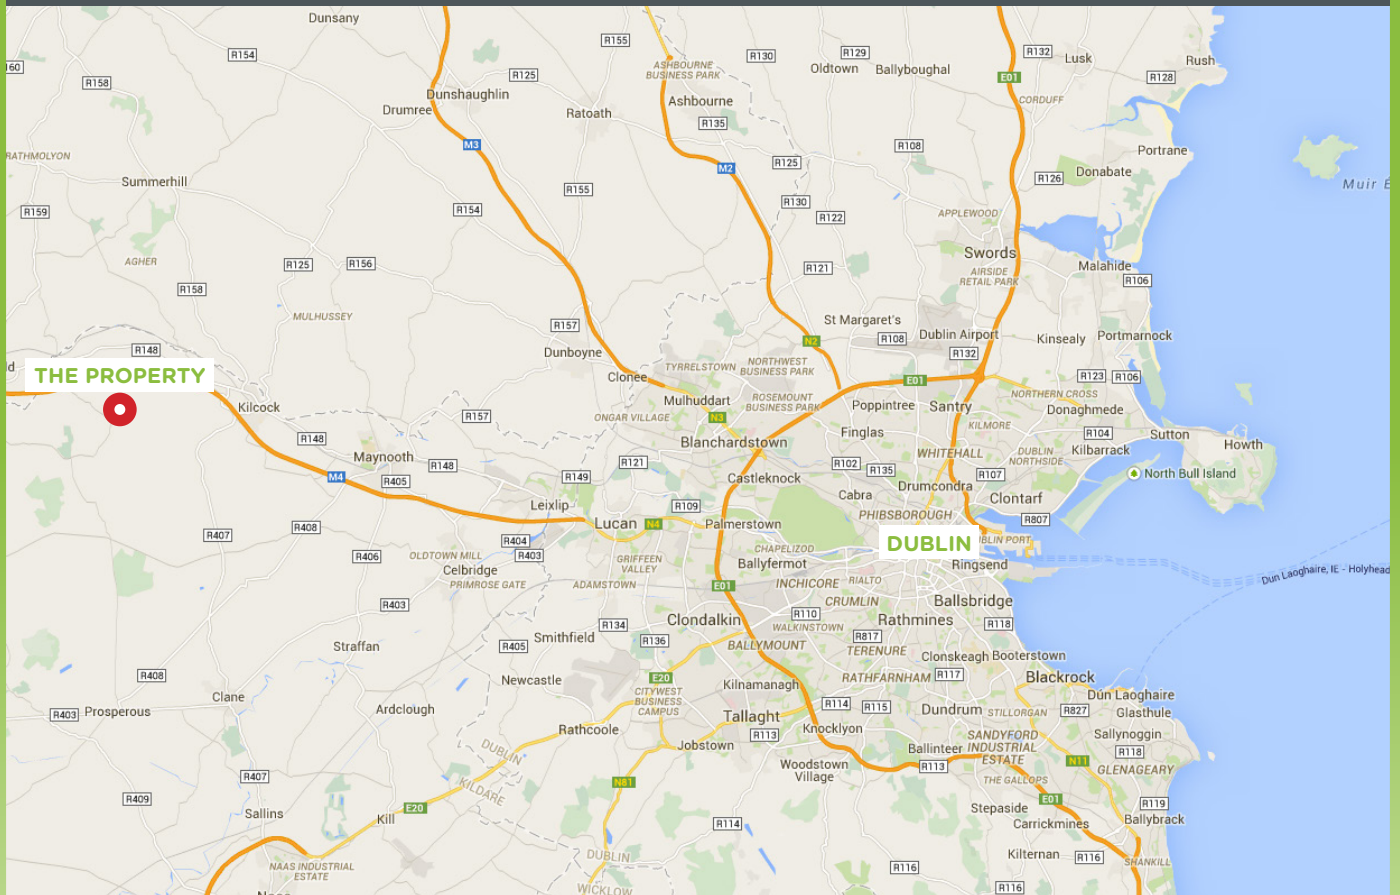 Dunsany
R155
R154
R130
R129
R132
Lusk
Rush
R158
R125
ASHBOURNE
BUSINESS PARK
Oldtown
Ballyboghal
E01
R128
Dunshaughlin
Drumree
Ratoath
Ashbourne
R135
CORDUFF
M3
R108
Portrane
RATHMOLYON
Summerhill
R155
M2
R125
R126
Donabate
Muir
R159
R154
R130
R122
APPLEWOOD
Swords
AGHER
R125
R156
R121
AIRSIDE
RETAIL PARK
Malahide
R106
R158
MULHUSSEY
R157
St Margaret's
N2
R108
Dublin Airport
Kinsealy
Portmarnock
R148
Dunboyne
R132
THE PROPERTY
Clonee
TYRRELSTOWN
NORTHWEST
BUSINESS PARK
E01
R123
R106
Kilcock
R157
Mulhuddart
ROSEMOUNT
BUSINESS PARK
Poppintree
Santry
NORTHERN CROSS
Donaghmede
ONGAR VILLAGE
N3
KILMORE
R148
Blanchardstown
Finglas
R104
Sutton
Howth
Maynooth
R148
R121
WHITEHALL
DUBLIN
NORTHSIDE
Kilbarrack
M4
R405
R149
Castleknock
R102
R135
R107
North Bull Island
Leixlip
R109
Cabra
Drumcondra
Clontarf
R408
Lucan
N4
Palmerstown
PHIBSBOROUGH
R807
R407
R404
R403
CHAPELIZOD
DUBLIN
R406
OLDTOWN MILL
Celbridge
PRIMROSE GATE
GRIFFEEN
VALLEY
Ballyfermot
Ringsend
Dun Laoghaire, IE - Holyhead
ADAMSTOWN
E01
INCHICORE
RIALTO
R403
CRUMLIN
Ballsbridge
R134
Clondalkin
R110
WALKINSTOWN
Rathmines
R118
Straffan
R405
Smithfield
R136
BALLYMOUNT
R817
TERENURE
Clonskeagh
Booterstown
R408
Newcastle
E20
CITYWEST
BUSINESS
CAMPUS
Kilnamanagh
RATHFARNHAM
R117
Blackrock
Clane
Dún Laoghaire
R403
Prosperous
Ardclough
Tallaght
R114
R115
Dundrum
STILLORGAN
R827
Glasthule
Rathcoole
R113
Knocklyon
SANDYFORD
INDUSTRIAL
ESTATE
Sallynoggin
DUBLIN
KILDARE
Jobstown
Ballinteer
R118
R407
N81
Woodstown
Village
R113
N11
GLENAGEARY
THE GALLOPS
R409
E01
R119
Sallins
Kill
E20
R114
Stepaside
Carrickmines
Ballybrack
NAAS INDUSTRIAL
ESTATE
DUBLIN
WICKLOW
R116
Kilternan
R116
SHANKILL
R116